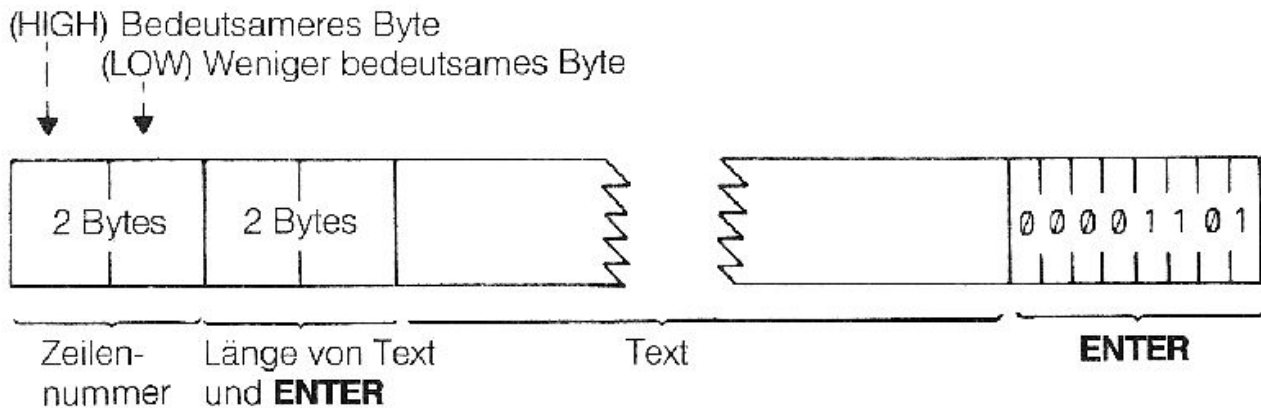 (HIGH) Bedeutsameres Byte
(LOW) Weniger bedeutsames Byte
2 Bytes 2 Bytes 0 0 0 0 1 1 0 1
Zeilen- Länge von Text Text ENTER
nummer und ENTER